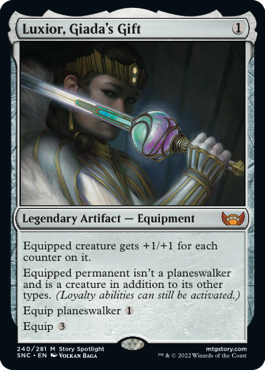 Luxior, Giada's Gift 1
Legendary Artifact — Equipment
Equipped creature gets +1/+1 for each
counter on it.
Equipped permanent isn't a planeswalker
and is a creature in addition to its other
types. (Loyalty abilities can still be activated.)
Equip planeswalker 1
Equip 3
240/281 M Story Spotlight
SNC • EN VOLKAN BAGA
mtgstory.com
™ & © 2022 Wizards of the Coast